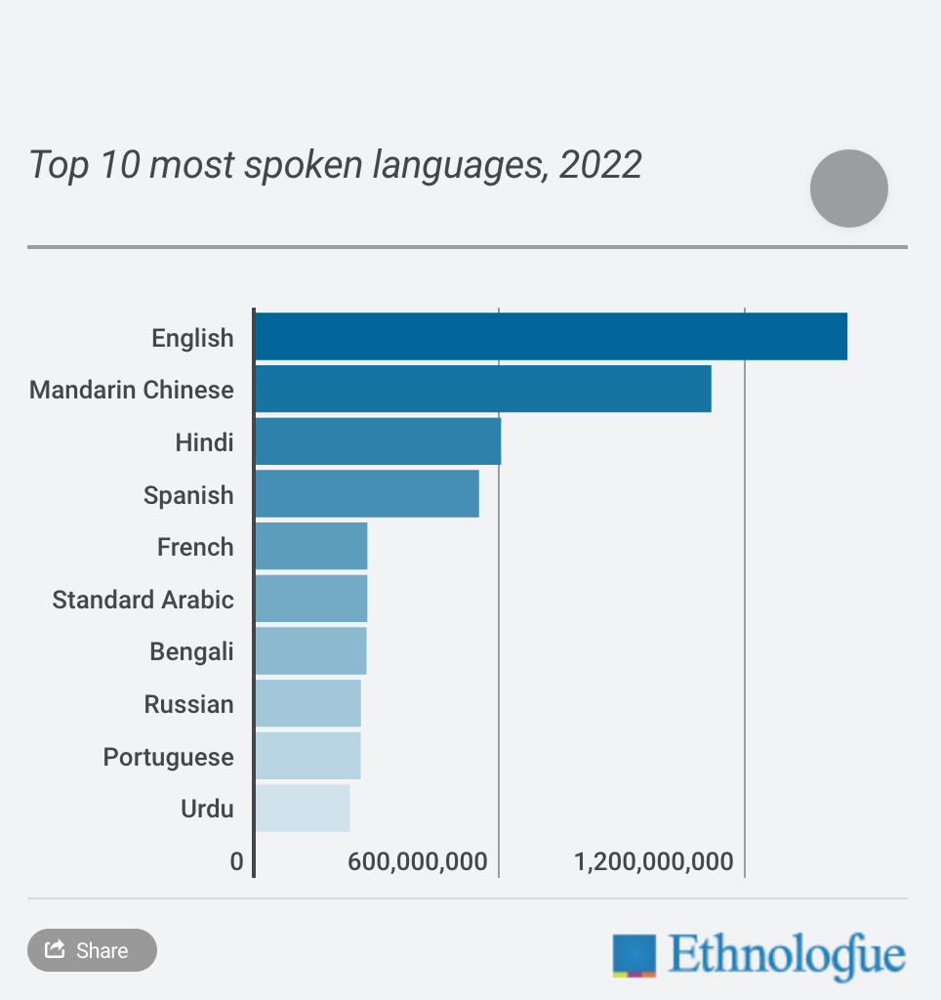 Top 10 most spoken languages, 2022
English
Mandarin Chinese
Hindi
Spanish
French
Standard Arabic
Bengali
Russian
Portuguese
Urdu
0 600,000,000 1,200,000,000
Share
Ethnologue